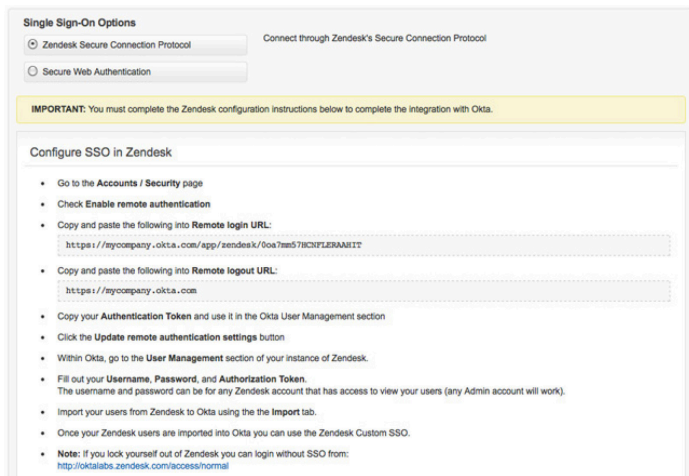 Single Sign-On Options
Zendesk Secure Connection Protocol
Connect through Zendesk's Secure Connection Protocol
Secure Web Authentication
IMPORTANT: You must complete the Zendesk configuration instructions below to complete the integration with Okta.
Configure SSO in Zendesk
• Go to the Accounts / Security page
• Check Enable remote authentication
• Copy and paste the following into Remote login URL:
https://mycompany.okta.com/app/zendesk/0oa7mm57HCNFLERAAHIT
• Copy and paste the following into Remote logout URL:
https://mycompany.okta.com
• Copy your Authentication Token and use it in the Okta User Management section
• Click the Update remote authentication settings button
• Within Okta, go to the User Management section of your instance of Zendesk.
• Fill out your Username, Password, and Authorization Token.
The username and password can be for any Zendesk account that has access to view your users (any Admin account will work).
• Import your users from Zendesk to Okta using the the Import tab.
• Once your Zendesk users are imported into Okta you can use the Zendesk Custom SSO.
• Note: If you lock yourself out of Zendesk you can login without SSO from:
http://oktalabs.zendesk.com/access/normal